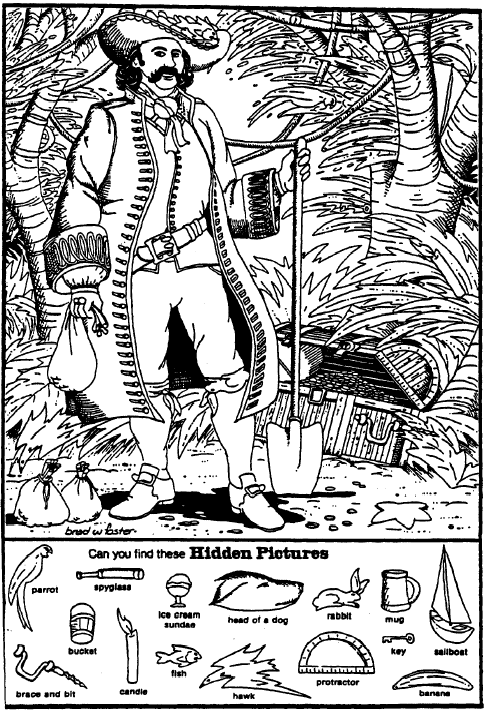 brad w foster
Can you find these Hidden Pictures
parrot
spyglass
ice cream
sundae
head of a dog
rabbit
mug
bucket
key
sailboat
brace and bit
candle
fish
hawk
protractor
banana